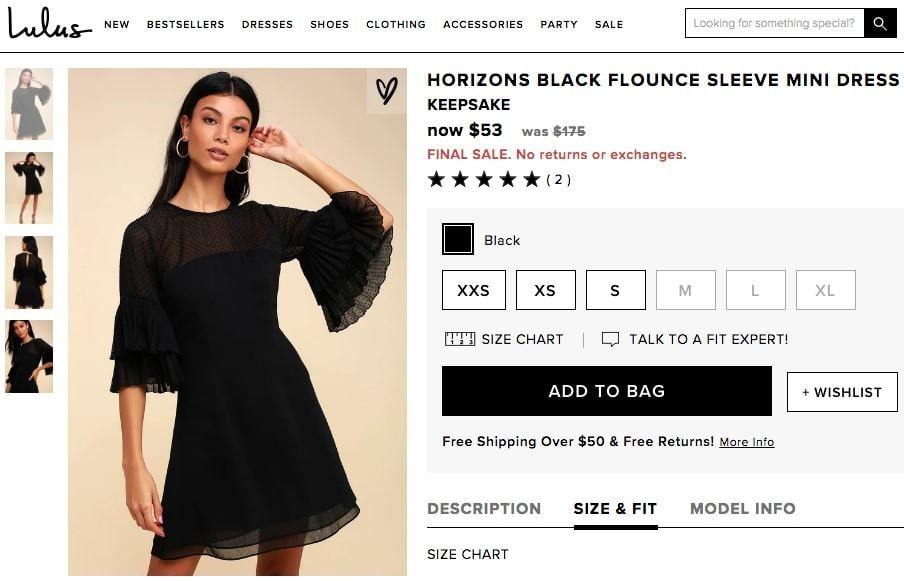 Lulus NEW BESTSELLERS DRESSES SHOES CLOTHING ACCESSORIES PARTY SALE Looking for something special?
HORIZONS BLACK FLOUNCE SLEEVE MINI DRESS
KEEPSAKE
now $53 was $175
FINAL SALE. No returns or exchanges.
( 2 )
Black
XXS XS S M L XL
1 2 3 SIZE CHART | TALK TO A FIT EXPERT!
ADD TO BAG + WISHLIST
Free Shipping Over $50 & Free Returns! More Info
DESCRIPTION SIZE & FIT MODEL INFO
SIZE CHART